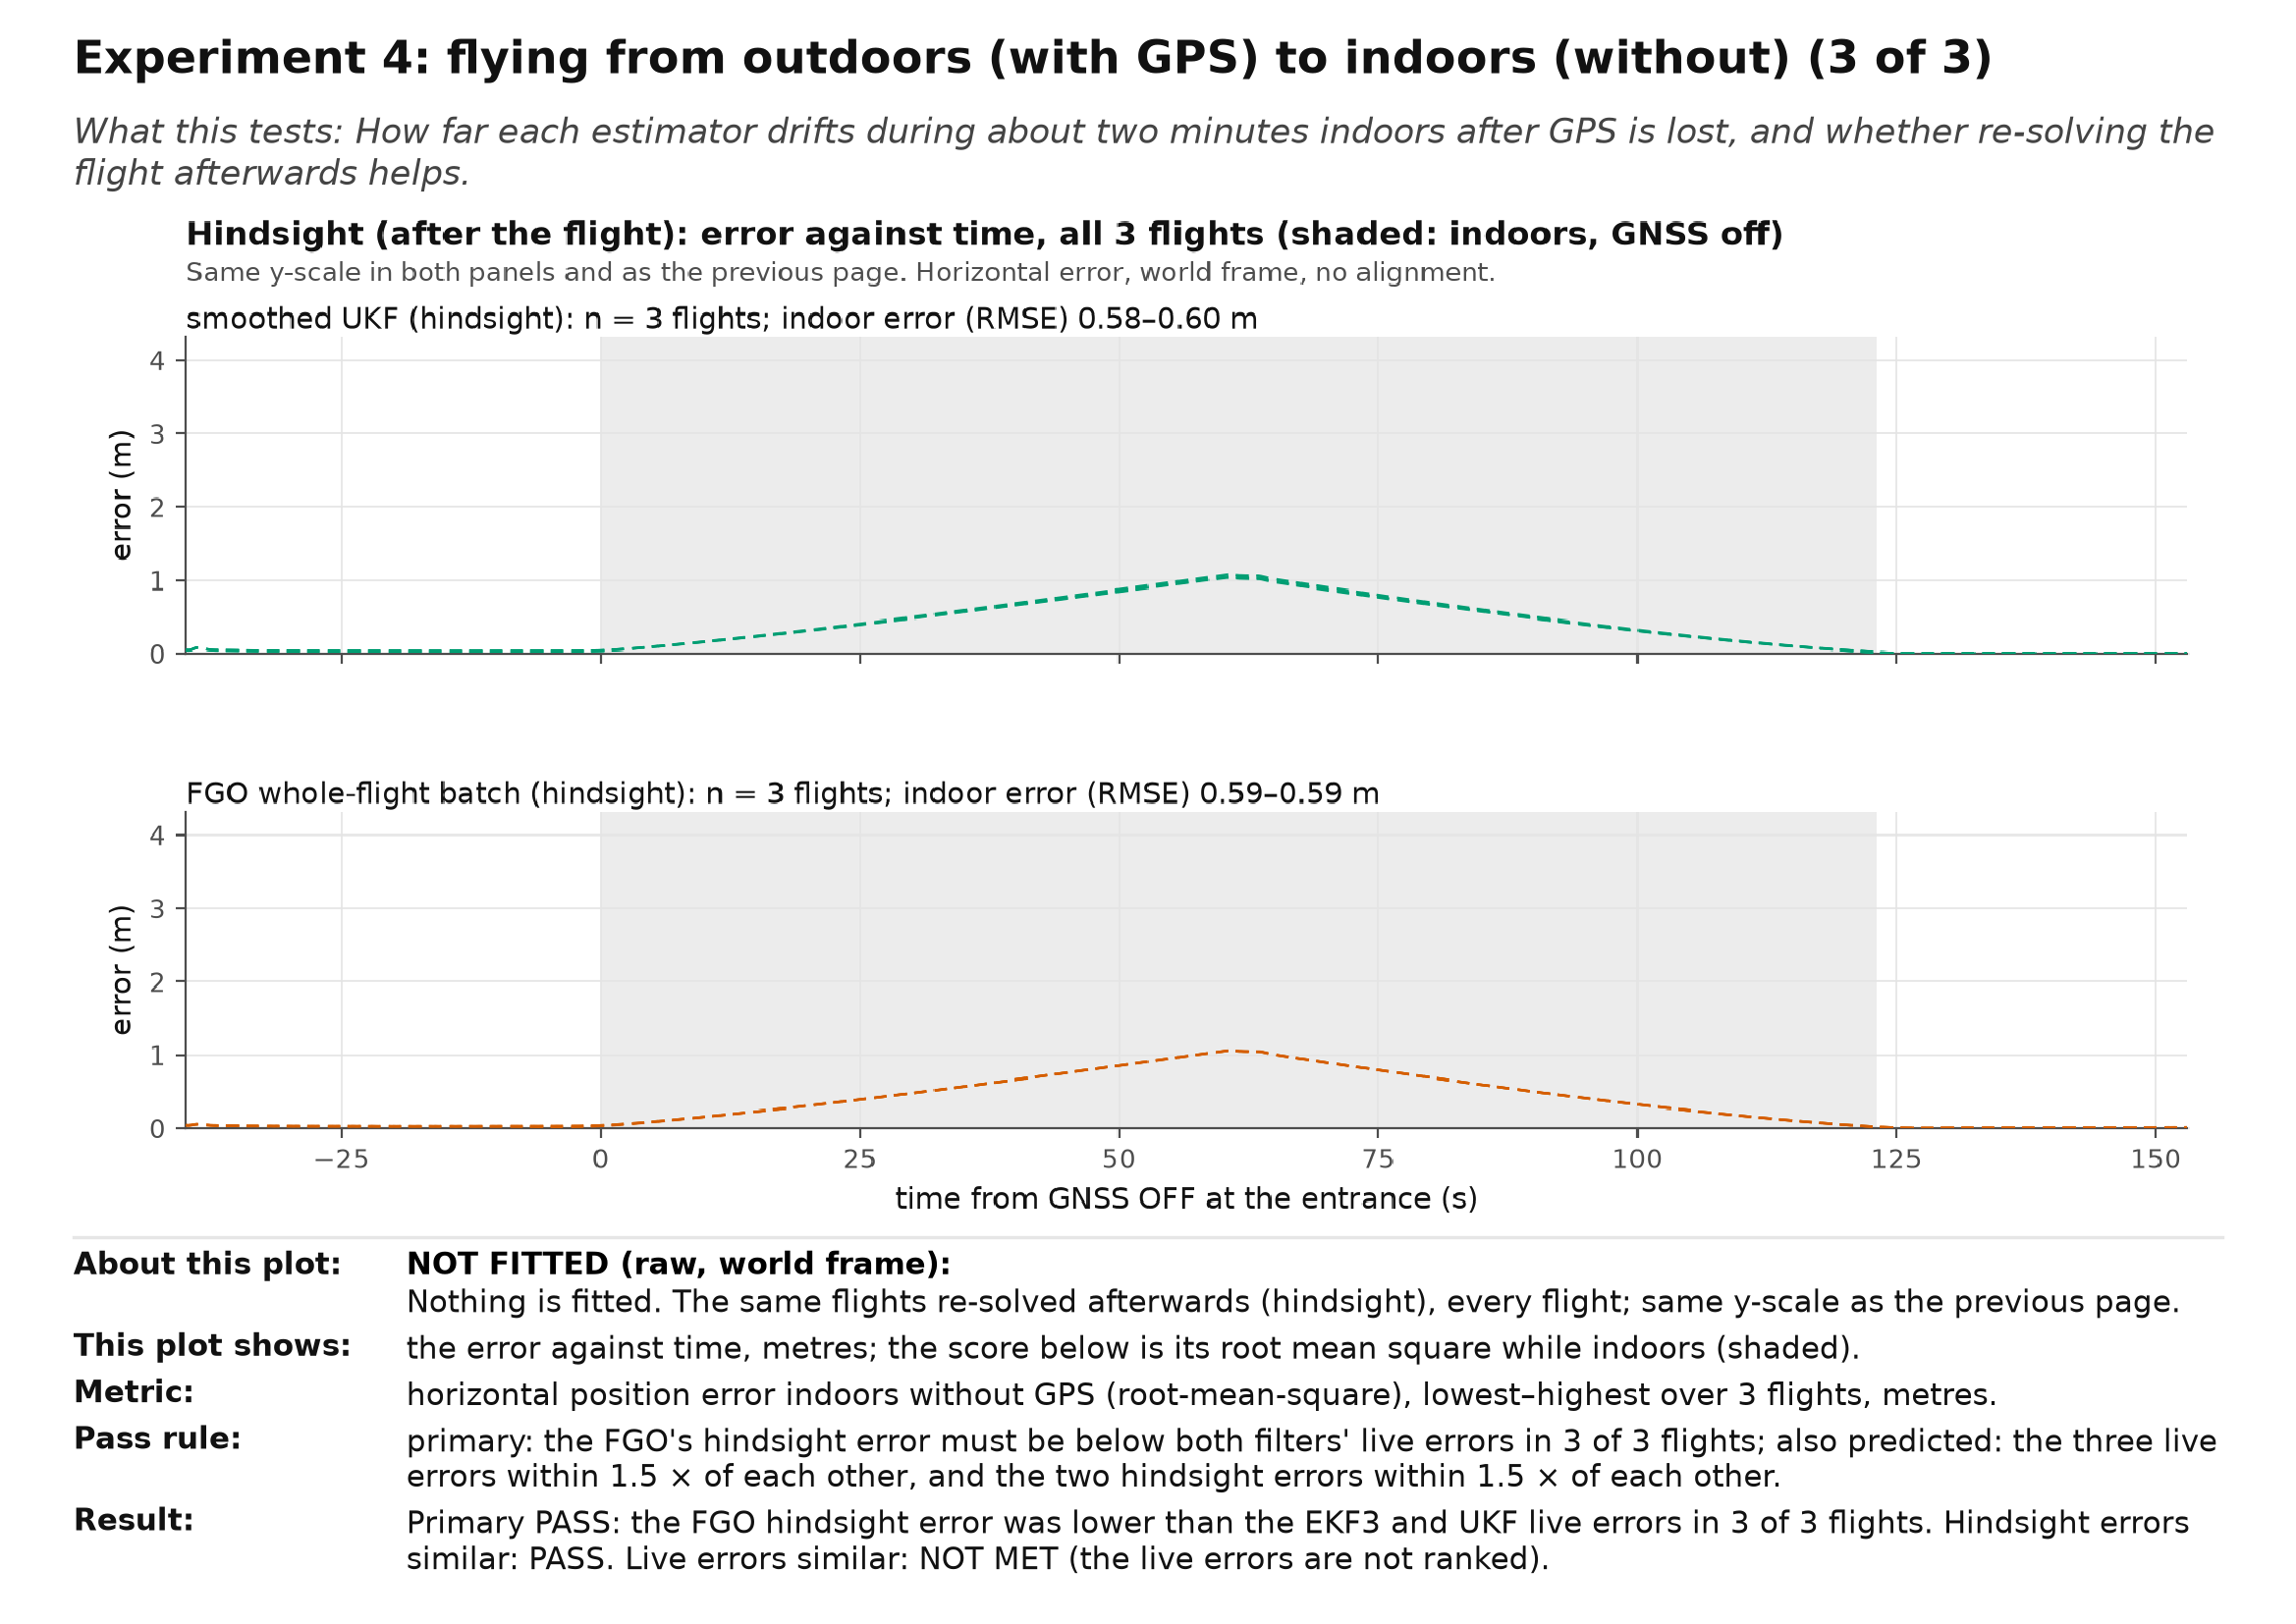 Experiment 4: flying from outdoors (with GPS) to indoors (without) (3 of 3)
What this tests: How far each estimator drifts during about two minutes indoors after GPS is lost, and whether re-solving the
flight afterwards helps.
Hindsight (after the flight): error against time, all 3 flights (shaded: indoors, GNSS off)
Same y-scale in both panels and as the previous page. Horizontal error, world frame, no alignment.
smoothed UKF (hindsight): n = 3 flights; indoor error (RMSE) 0.58–0.60 m
4
3
2
1
0
error (m)
FGO whole-flight batch (hindsight): n = 3 flights; indoor error (RMSE) 0.59–0.59 m
4
3
2
1
0
error (m)
−25 0 25 50 75 100 125 150
time from GNSS OFF at the entrance (s)
About this plot: NOT FITTED (raw, world frame):
Nothing is fitted. The same flights re-solved afterwards (hindsight), every flight; same y-scale as the previous page.
This plot shows: the error against time, metres; the score below is its root mean square while indoors (shaded).
Metric: horizontal position error indoors without GPS (root-mean-square), lowest–highest over 3 flights, metres.
Pass rule: primary: the FGO's hindsight error must be below both filters' live errors in 3 of 3 flights; also predicted: the three live
errors within 1.5 × of each other, and the two hindsight errors within 1.5 × of each other.
Result: Primary PASS: the FGO hindsight error was lower than the EKF3 and UKF live errors in 3 of 3 flights. Hindsight errors
similar: PASS. Live errors similar: NOT MET (the live errors are not ranked).